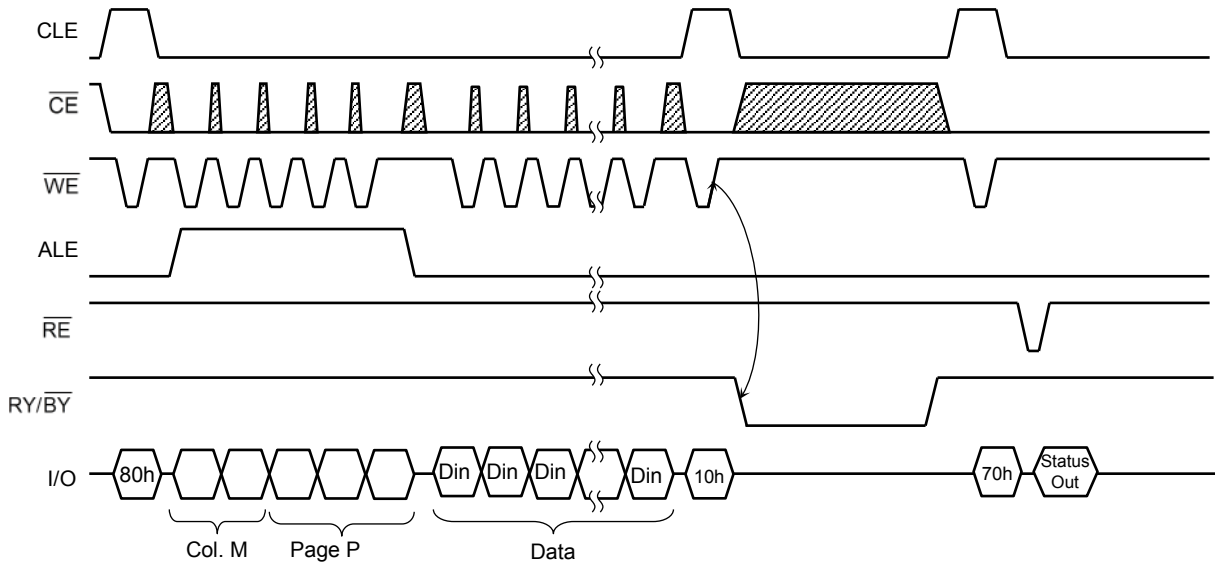 CLE
CE
WE
ALE
RE
RY/BY
I/O 80h Din Din Din Din 10h 70h Status Out
Col. M Page P Data